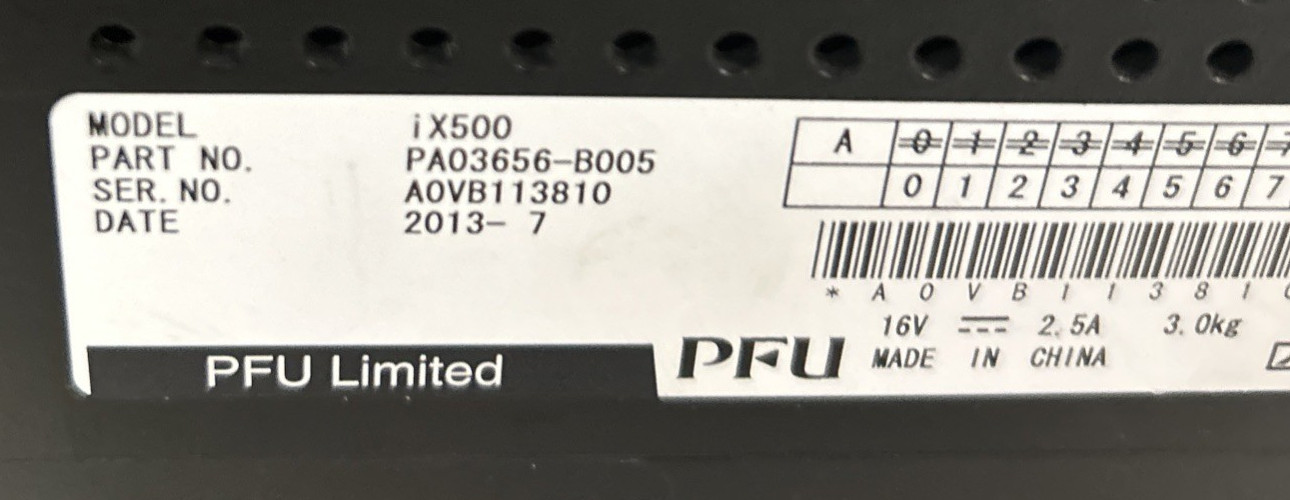 MODEL iX500
PART NO. PA03656-B005
SER. NO. A0VB113810
DATE 2013- 7
A 0 1 2 3 4 5 6 7
0 1 2 3 4 5 6 7
* A 0 V B 1 1 3 8 1 0
16V 2.5A 3.0kg
PFU Limited PFU MADE IN CHINA